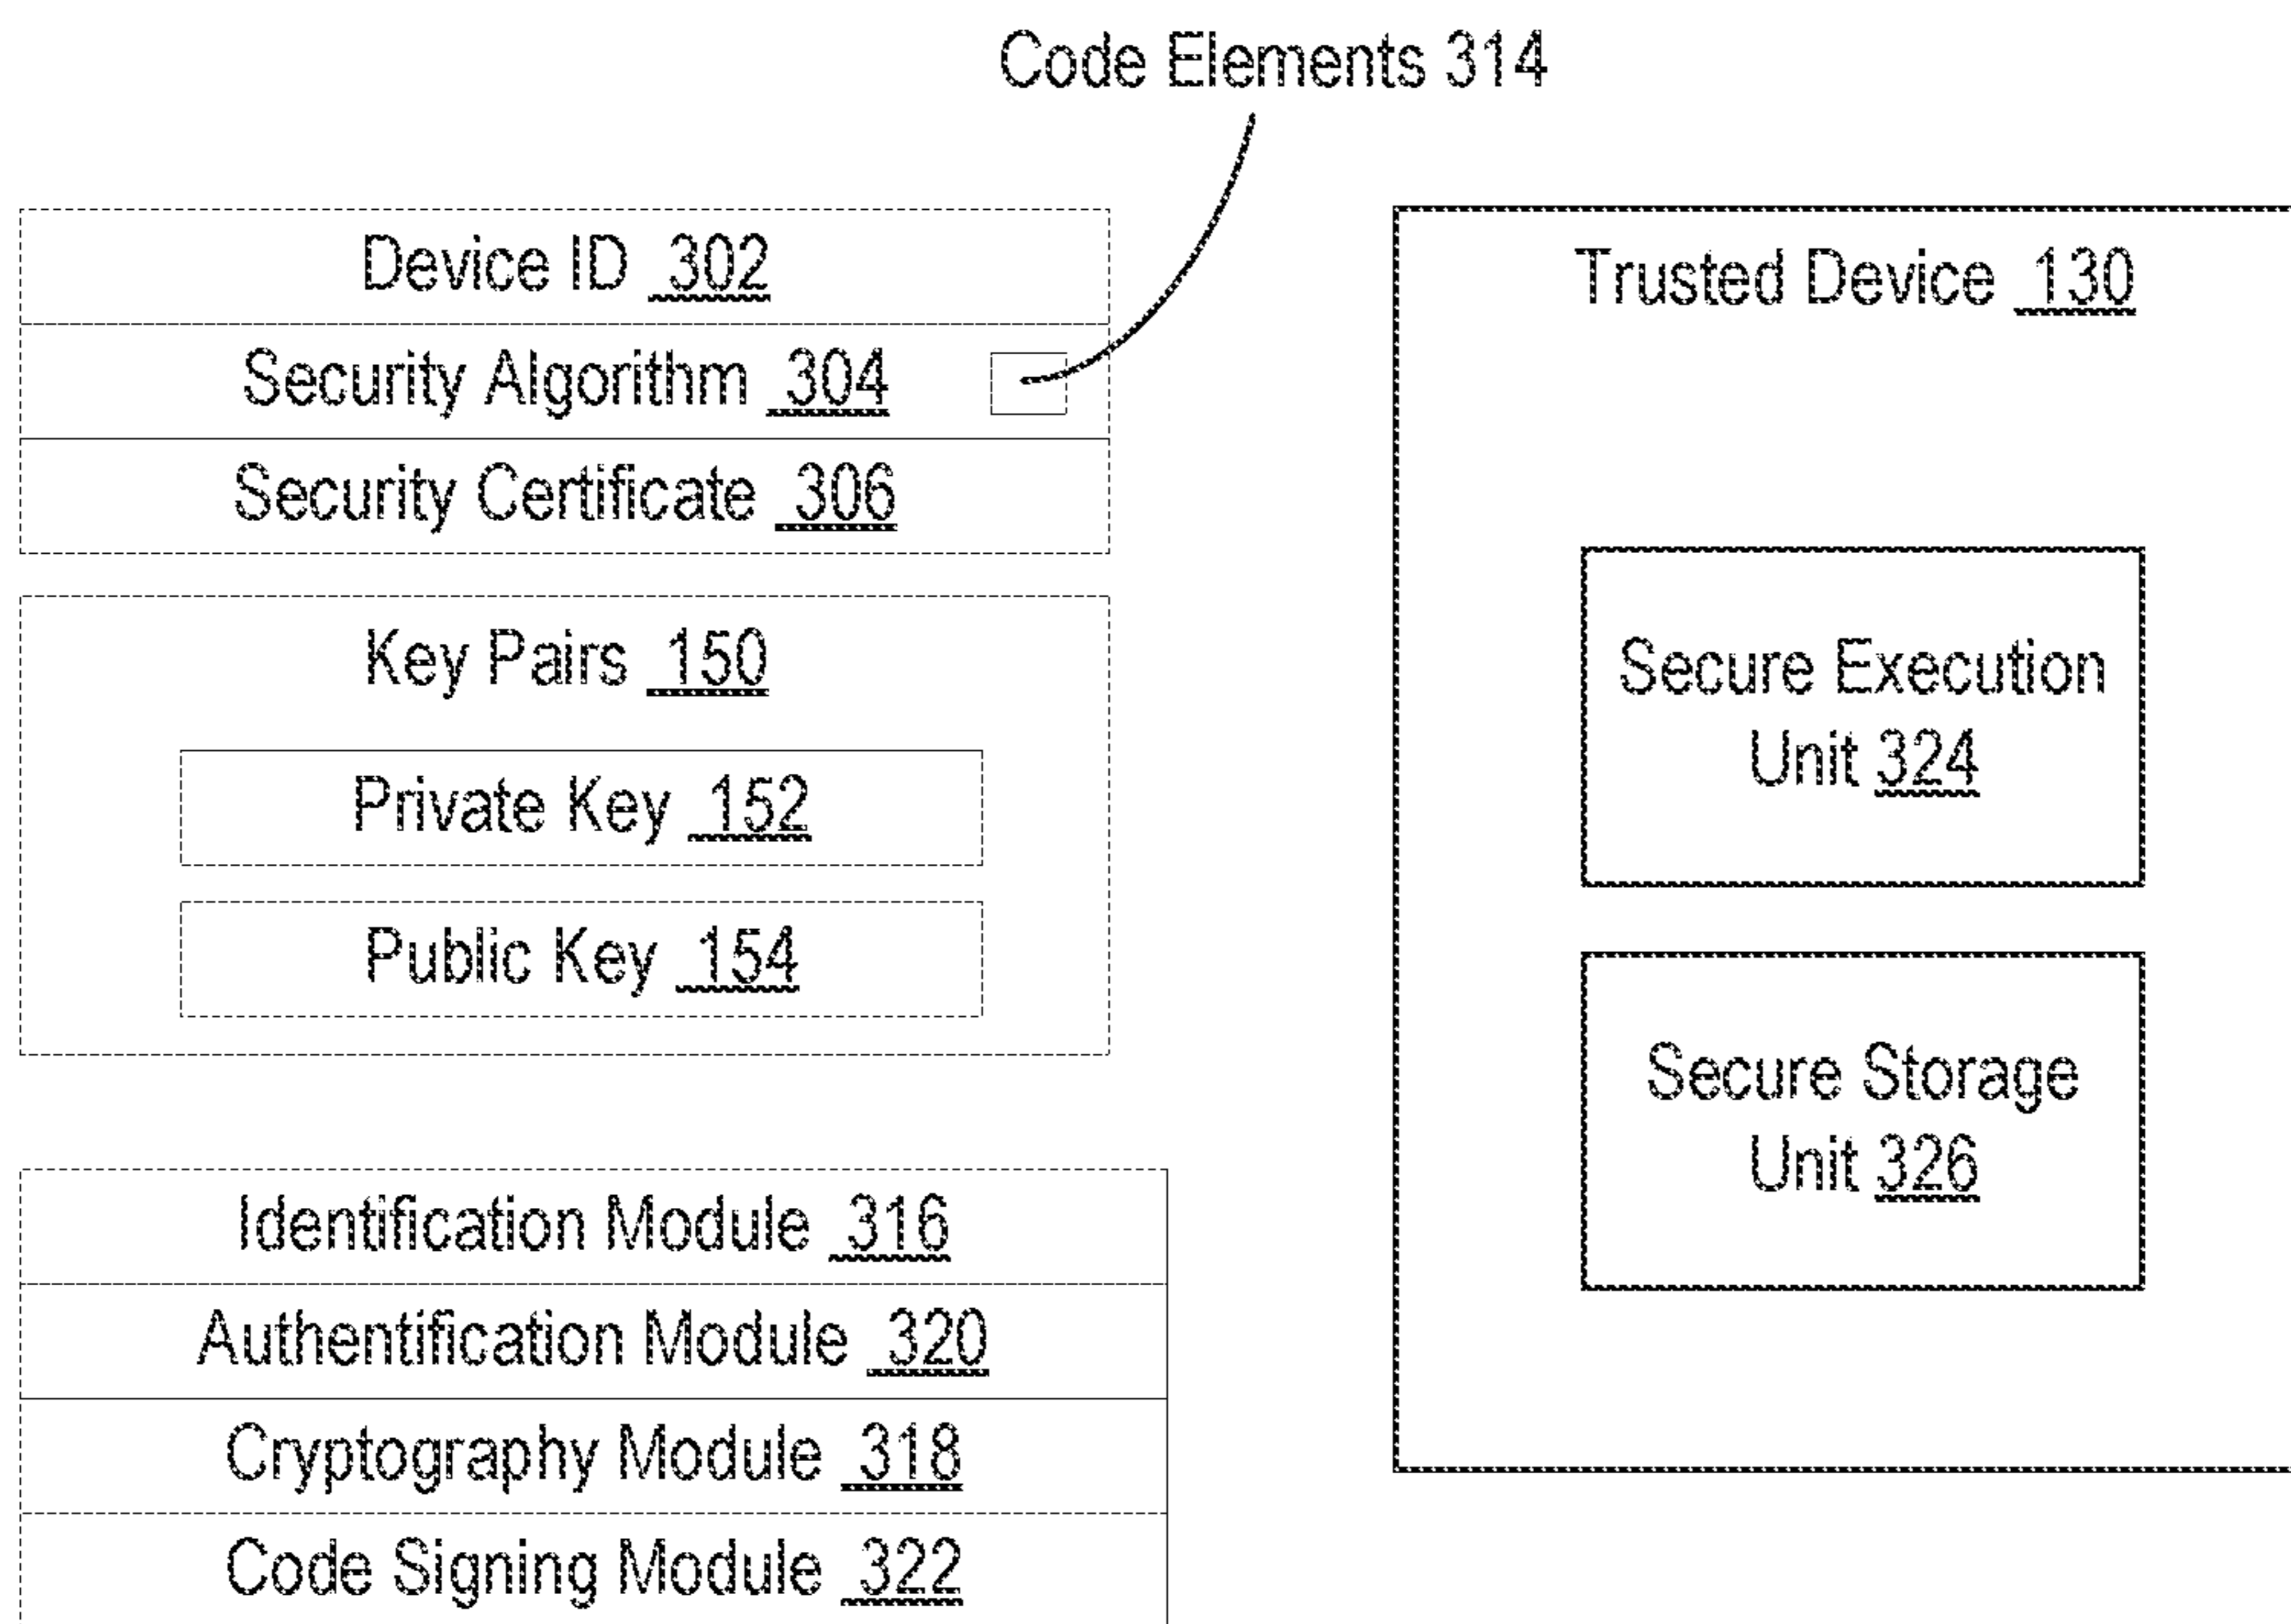 Code Elements 314
Device ID 302
Security Algorithm 304
Security Certificate 306
Key Pairs 150
Private Key 152
Public Key 154
Identification Module 316
Authentification Module 320
Cryptography Module 318
Code Signing Module 322
Trusted Device 130
Secure Execution
Unit 324
Secure Storage
Unit 326